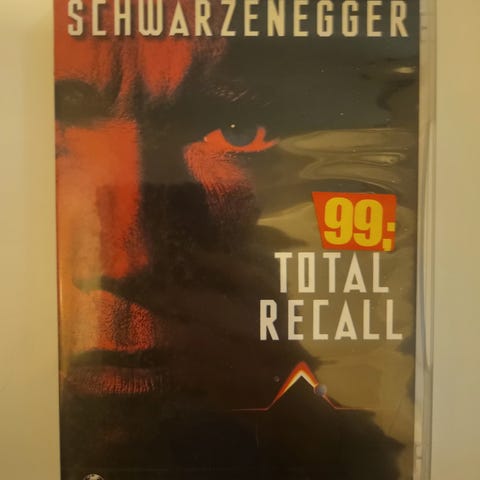 SCHWARZENEGGER
99;
TOTAL
RECALL